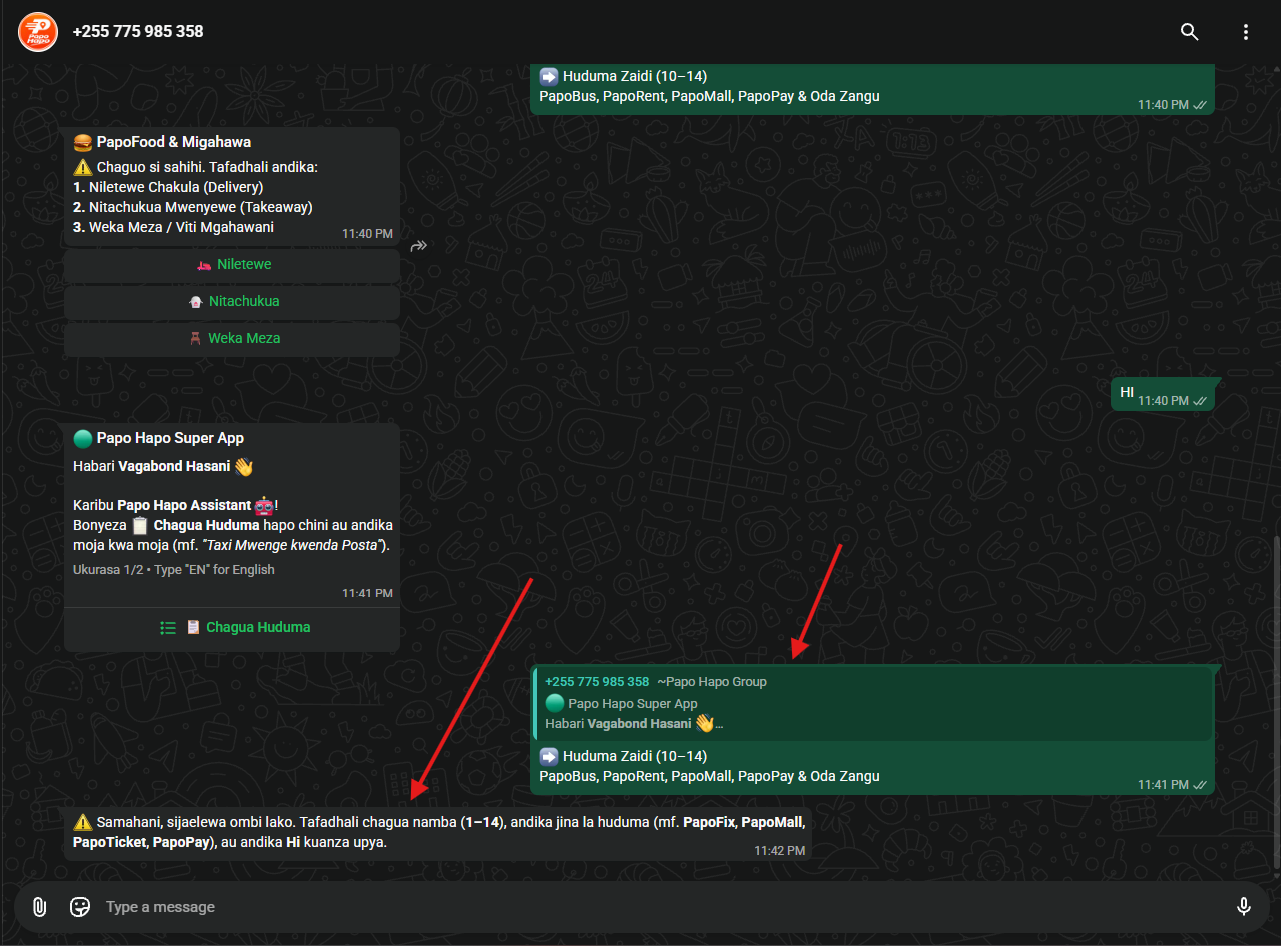 Papo Hapo
+255 775 985 358
➡️ Huduma Zaidi (10–14)
PapoBus, PapoRent, PapoMall, PapoPay & Oda Zangu
11:40 PM
🍔 PapoFood & Migahawa
⚠️ Chaguo si sahihi. Tafadhali andika:
1. Niletewe Chakula (Delivery)
2. Nitachukua Mwenyewe (Takeaway)
3. Weka Meza / Viti Mgahawani
11:40 PM
Niletewe
Nitachukua
Weka Meza
HI
11:40 PM
Papo Hapo Super App
Habari Vagabond Hasani 👋
Karibu Papo Hapo Assistant 🤖!
Bonyeza 📋 Chagua Huduma hapo chini au andika
moja kwa moja (mf. "Taxi Mwenge kwenda Posta").
Ukurasa 1/2 • Type "EN" for English
11:41 PM
Chagua Huduma
+255 775 985 358 ~Papo Hapo Group
Papo Hapo Super App
Habari Vagabond Hasani 👋...
➡️ Huduma Zaidi (10–14)
PapoBus, PapoRent, PapoMall, PapoPay & Oda Zangu
11:41 PM
⚠️ Samahani, sijaelewa ombi lako. Tafadhali chagua namba (1–14), andika jina la huduma (mf. PapoFix, PapoMall,
PapoTicket, PapoPay), au andika Hi kuanza upya.
11:42 PM
Type a message